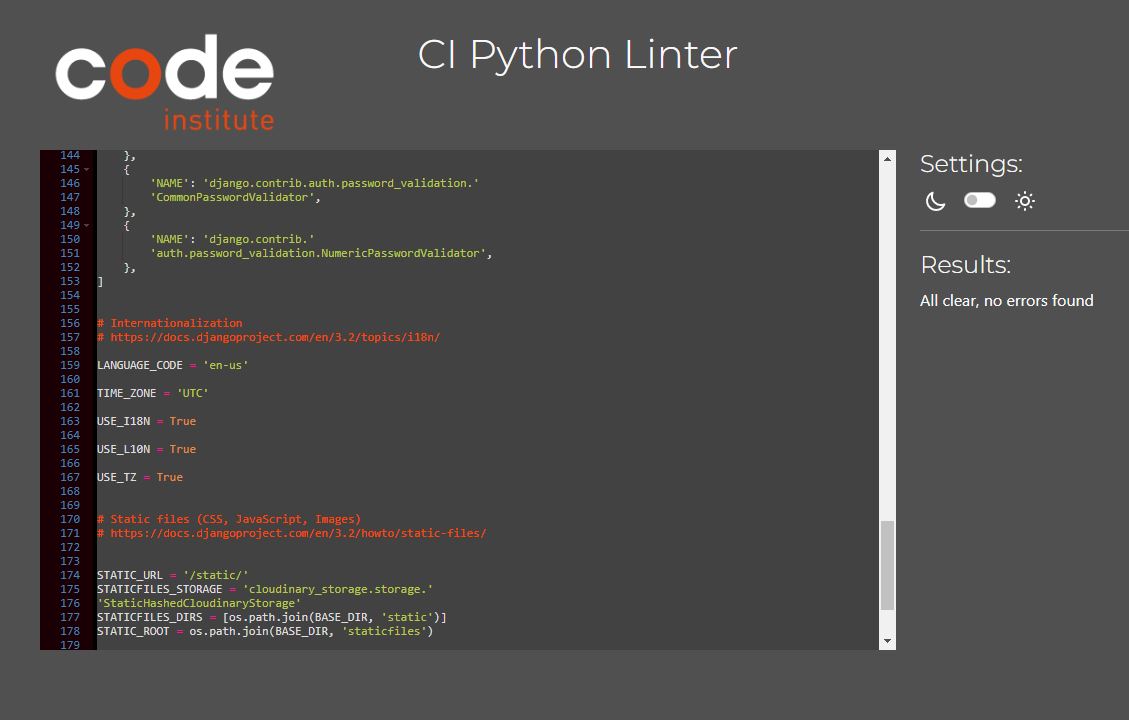 code
institute
CI Python Linter
144 },
145 {
146 'NAME': 'django.contrib.auth.password_validation.'
147 'CommonPasswordValidator',
148 },
149 {
150 'NAME': 'django.contrib.'
151 'auth.password_validation.NumericPasswordValidator',
152 },
153 ]
154
155
156 # Internationalization
157 # https://docs.djangoproject.com/en/3.2/topics/i18n/
158
159 LANGUAGE_CODE = 'en-us'
160
161 TIME_ZONE = 'UTC'
162
163 USE_I18N = True
164
165 USE_L10N = True
166
167 USE_TZ = True
168
169
170 # Static files (CSS, JavaScript, Images)
171 # https://docs.djangoproject.com/en/3.2/howto/static-files/
172
173
174 STATIC_URL = '/static/'
175 STATICFILES_STORAGE = 'cloudinary_storage.storage.'
176 'StaticHashedCloudinaryStorage'
177 STATICFILES_DIRS = [os.path.join(BASE_DIR, 'static')]
178 STATIC_ROOT = os.path.join(BASE_DIR, 'staticfiles')
179
Settings:
Results:
All clear, no errors found